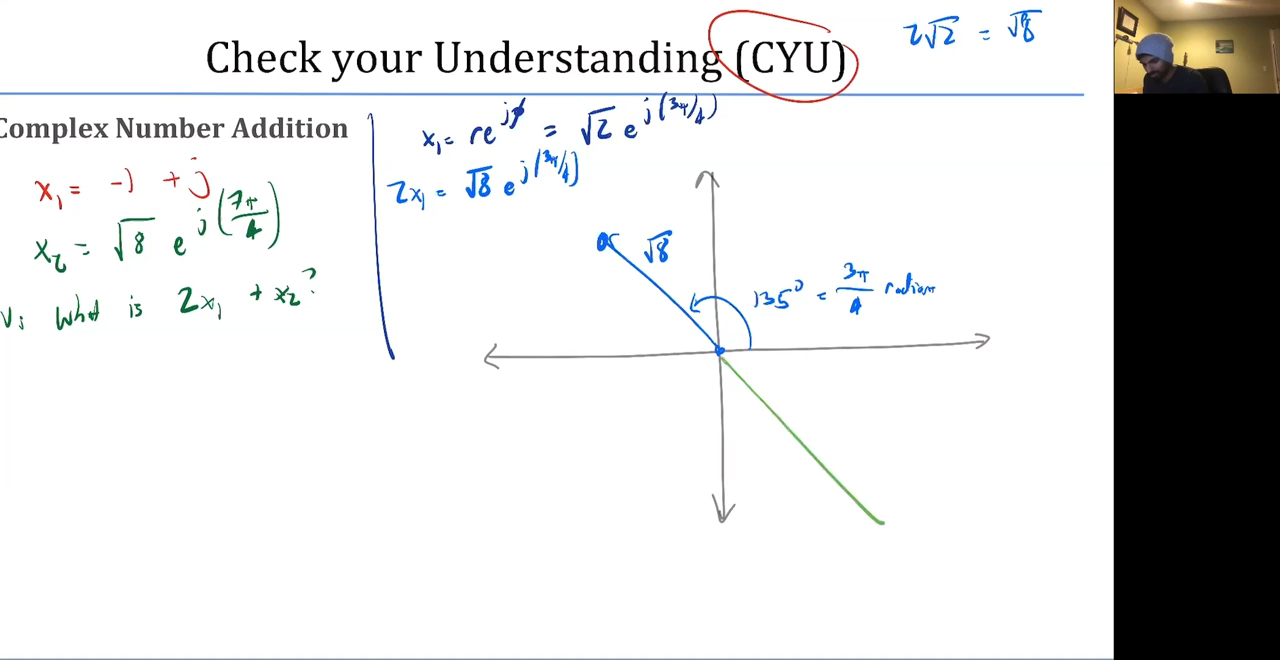 Check your Understanding (CYU)
2√2 = √8
Complex Number Addition
x₁ = -1 + j
x₂ = √8 e^j(7π/4)
What is 2x₁ + x₂?
x₁ = re^jϕ = √2 e^j(3π/4)
2x₁ = √8 e^j(3π/4)
√8
135° = 3π/4 radians